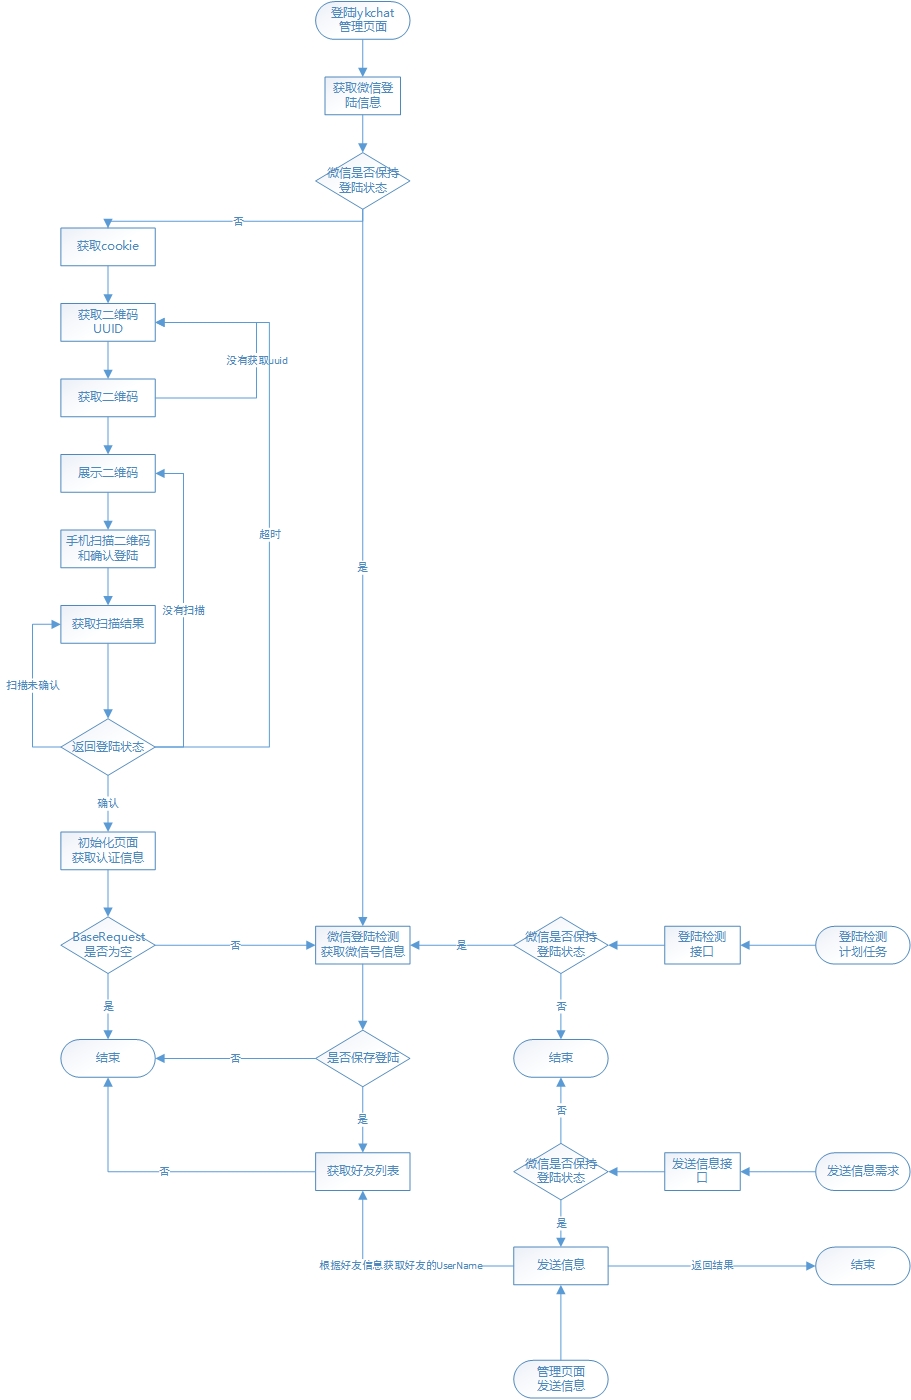 登陆lykchat
管理页面
获取微信登
陆信息
微信是否保持
登陆状态
否
获取cookie
获取二维码
UUID
没有获取uuid
获取二维码
展示二维码
手机扫描二维码
和确认登陆
超时
是
没有扫描
获取扫描结果
扫描未确认
返回登陆状态
确认
初始化页面
获取认证信息
BaseRequest
是否为空
否
微信登陆检测
获取微信号信息
是
微信是否保持
登陆状态
登陆检测
接口
登陆检测
计划任务
是
否
结束
否
是否保存登陆
结束
是
否
获取好友列表
否
微信是否保持
登陆状态
发送信息接
口
发送信息需求
是
根据好友信息获取好友的UserName
发送信息
返回结果
结束
管理页面
发送信息